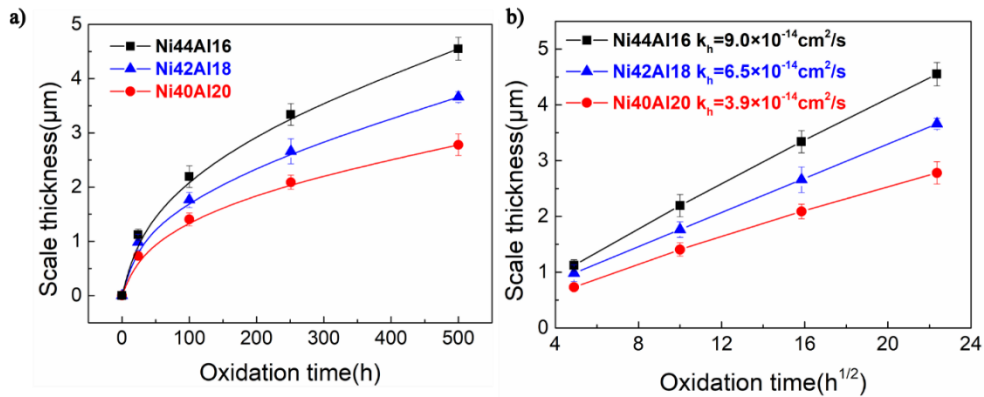 a)
Scale thickness(μm)
5
4
3
2
1
0
Ni44Al16
Ni42Al18
Ni40Al20
0 100 200 300 400 500
Oxidation time(h)
b)
Scale thickness(μm)
5
4
3
2
1
0
Ni44Al16 kₕ=9.0×10⁻¹⁴cm²/s
Ni42Al18 kₕ=6.5×10⁻¹⁴cm²/s
Ni40Al20 kₕ=3.9×10⁻¹⁴cm²/s
4 8 12 16 20 24
Oxidation time(h¹ᐟ²)